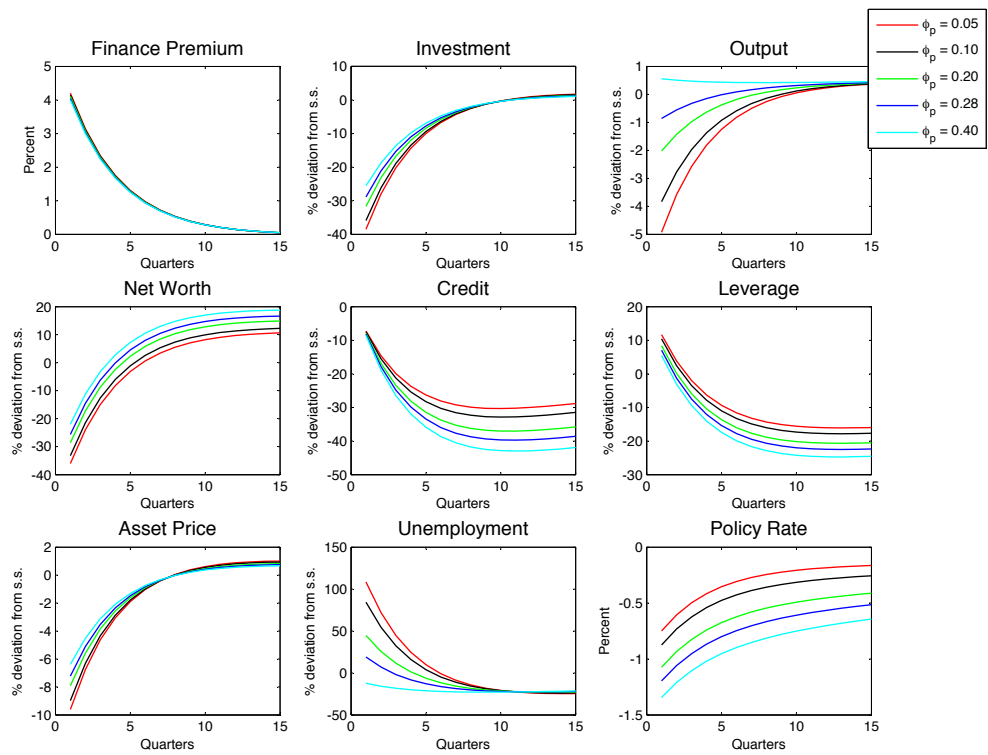 Finance Premium
5
4
3
2
1
0
Percent
0 5 10 15
Quarters
Investment
10
0
-10
-20
-30
-40
% deviation from s.s.
0 5 10 15
Quarters
Output
1
0
-1
-2
-3
-4
-5
% deviation from s.s.
0 5 10 15
Quarters
ϕp = 0.05
ϕp = 0.10
ϕp = 0.20
ϕp = 0.28
ϕp = 0.40
Net Worth
20
10
0
-10
-20
-30
-40
% deviation from s.s.
0 5 10 15
Quarters
Credit
0
-10
-20
-30
-40
-50
% deviation from s.s.
0 5 10 15
Quarters
Leverage
20
10
0
-10
-20
-30
% deviation from s.s.
0 5 10 15
Quarters
Asset Price
2
0
-2
-4
-6
-8
-10
% deviation from s.s.
0 5 10 15
Quarters
Unemployment
150
100
50
0
-50
% deviation from s.s.
0 5 10 15
Quarters
Policy Rate
0
-0.5
-1
-1.5
Percent
0 5 10 15
Quarters